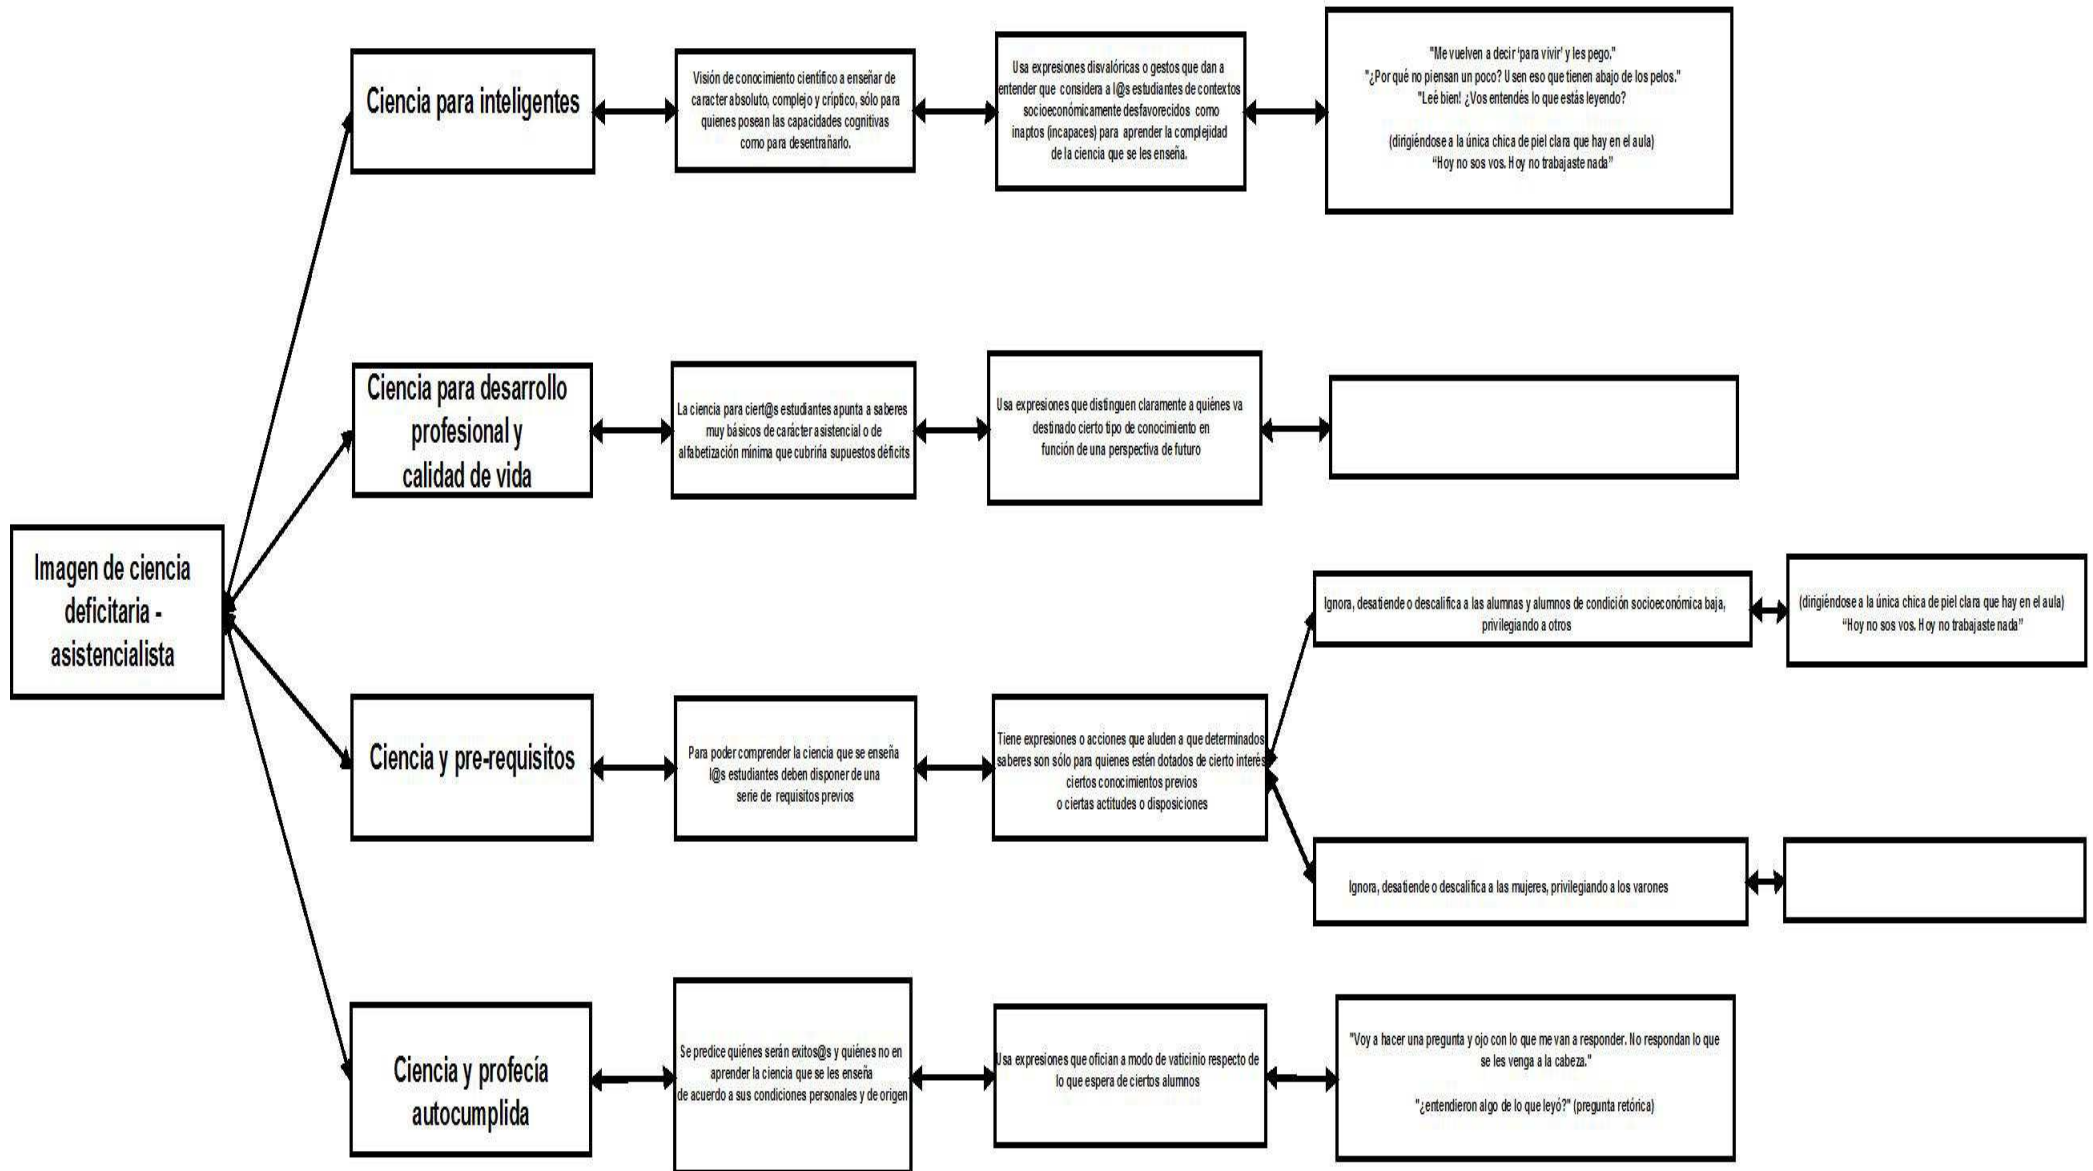 Imagen de ciencia
deficitaria -
asistencialista
Ciencia para inteligentes
Visión de conocimiento científico a enseñar de
caracter absoluto, complejo y críptico, sólo para
quienes posean las capacidades cognitivas
como para desentrañarlo.
Usa expresiones disvalóricas o gestos que dan a
entender que considera a l@s estudiantes de contextos
socioeconómicamente desfavorecidos como
inaptos (incapaces) para aprender la complejidad
de la ciencia que se les enseña.
"Me vuelven a decir 'para vivir' y les pego."
"¿Por qué no piensan un poco? Usen eso que tienen abajo de los pelos."
"Leé bien! ¿Vos entendés lo que estás leyendo?
(dirigiéndose a la única chica de piel clara que hay en el aula)
“Hoy no sos vos. Hoy no trabajaste nada”
Ciencia para desarrollo
profesional y
calidad de vida
La ciencia para ciert@s estudiantes apunta a saberes
muy básicos de carácter asistencial o de
alfabetización mínima que cubriría supuestos déficits
Usa expresiones que distinguen claramente a quiénes va
destinado cierto tipo de conocimiento en
función de una perspectiva de futuro
Ciencia y pre-requisitos
Para poder comprender la ciencia que se enseña
l@s estudiantes deben disponer de una
serie de requisitos previos
Tiene expresiones o acciones que aluden a que determinados
saberes son sólo para quienes estén dotados de cierto interés
ciertos conocimientos previos
o ciertas actitudes o disposiciones
Ignora, desatiende o descalifica a las alumnas y alumnos de condición socioeconómica baja,
privilegiando a otros
(dirigiéndose a la única chica de piel clara que hay en el aula)
“Hoy no sos vos. Hoy no trabajaste nada”
Ignora, desatiende o descalifica a las mujeres, privilegiando a los varones
Ciencia y profecía
autocumplida
Se predice quiénes serán exitos@s y quiénes no en
aprender la ciencia que se les enseña
de acuerdo a sus condiciones personales y de origen
Usa expresiones que ofician a modo de vaticinio respecto de
lo que espera de ciertos alumnos
"Voy a hacer una pregunta y ojo con lo que me van a responder. No respondan lo que
se les venga a la cabeza."
"¿entendieron algo de lo que leyó?" (pregunta retórica)